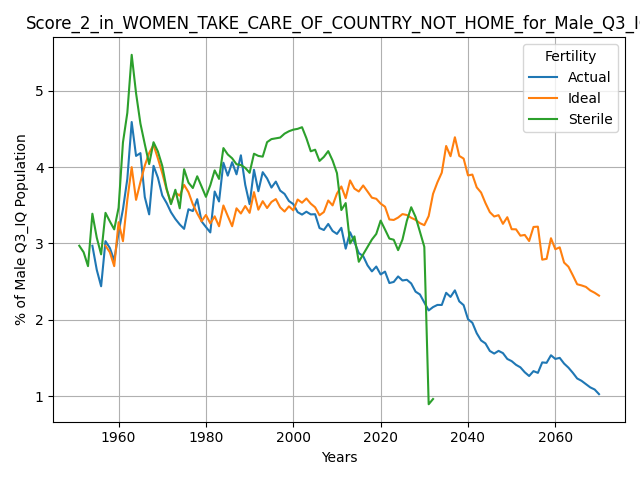 Score_2_in_WOMEN_TAKE_CARE_OF_COUNTRY_NOT_HOME_for_Male_Q3_I
Fertility
Actual
Ideal
Sterile
% of Male Q3_IQ Population
5
4
3
2
1
1960 1980 2000 2020 2040 2060
Years